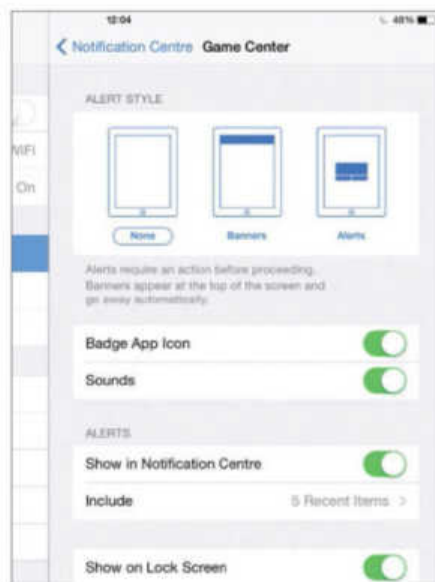 12:04
48%
Notification Centre Game Center
WiFi
On
ALERT STYLE
None Banners Alerts
Alerts require an action before proceeding.
Banners appear at the top of the screen and
go away automatically.
Badge App Icon
Sounds
ALERTS
Show in Notification Centre
Include 5 Recent Items
Show on Lock Screen